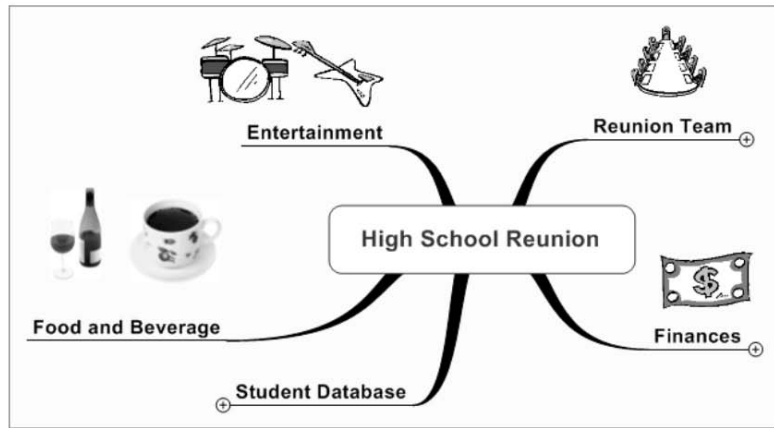 Entertainment
Reunion Team
High School Reunion
Food and Beverage
Finances
Student Database